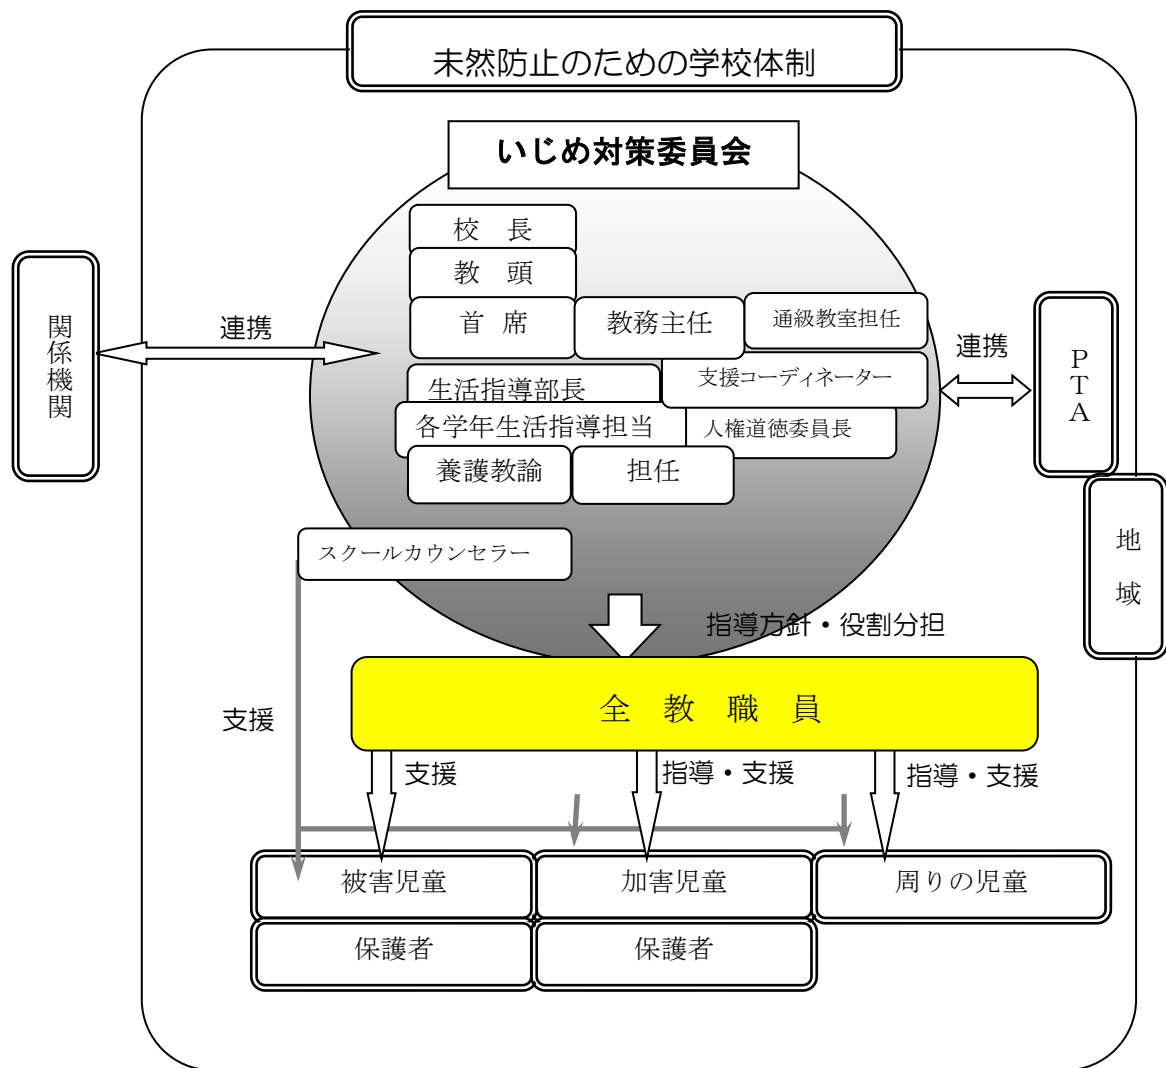 未然防止のための学校体制
いじめ対策委員会
校　長
教　頭
首 席
教務主任
通級教室担任
生活指導部長
支援コーディネーター
各学年生活指導担当
人権道徳委員長
養護教諭
担任
スクールカウンセラー
関係機関
連携
連携
PTA
地　域
指導方針・役割分担
全　教　職　員
支援
支援
指導・支援
指導・支援
被害児童
加害児童
周りの児童
保護者
保護者